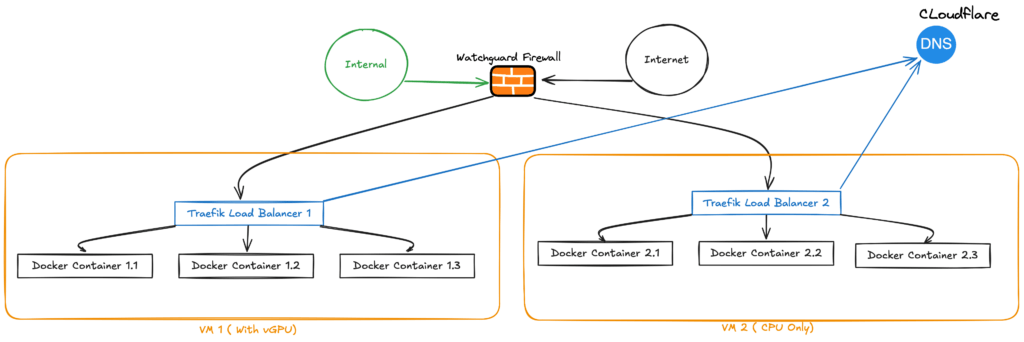 CLoudflare
DNS
Watchguard Firewall
Internal
Internet
Traefik Load Balancer 1
Docker Container 1.1
Docker Container 1.2
Docker Container 1.3
VM 1 ( With vGPU)
Traefik Load Balancer 2
Docker Container 2.1
Docker Container 2.2
Docker Container 2.3
VM 2 ( CPU Only)